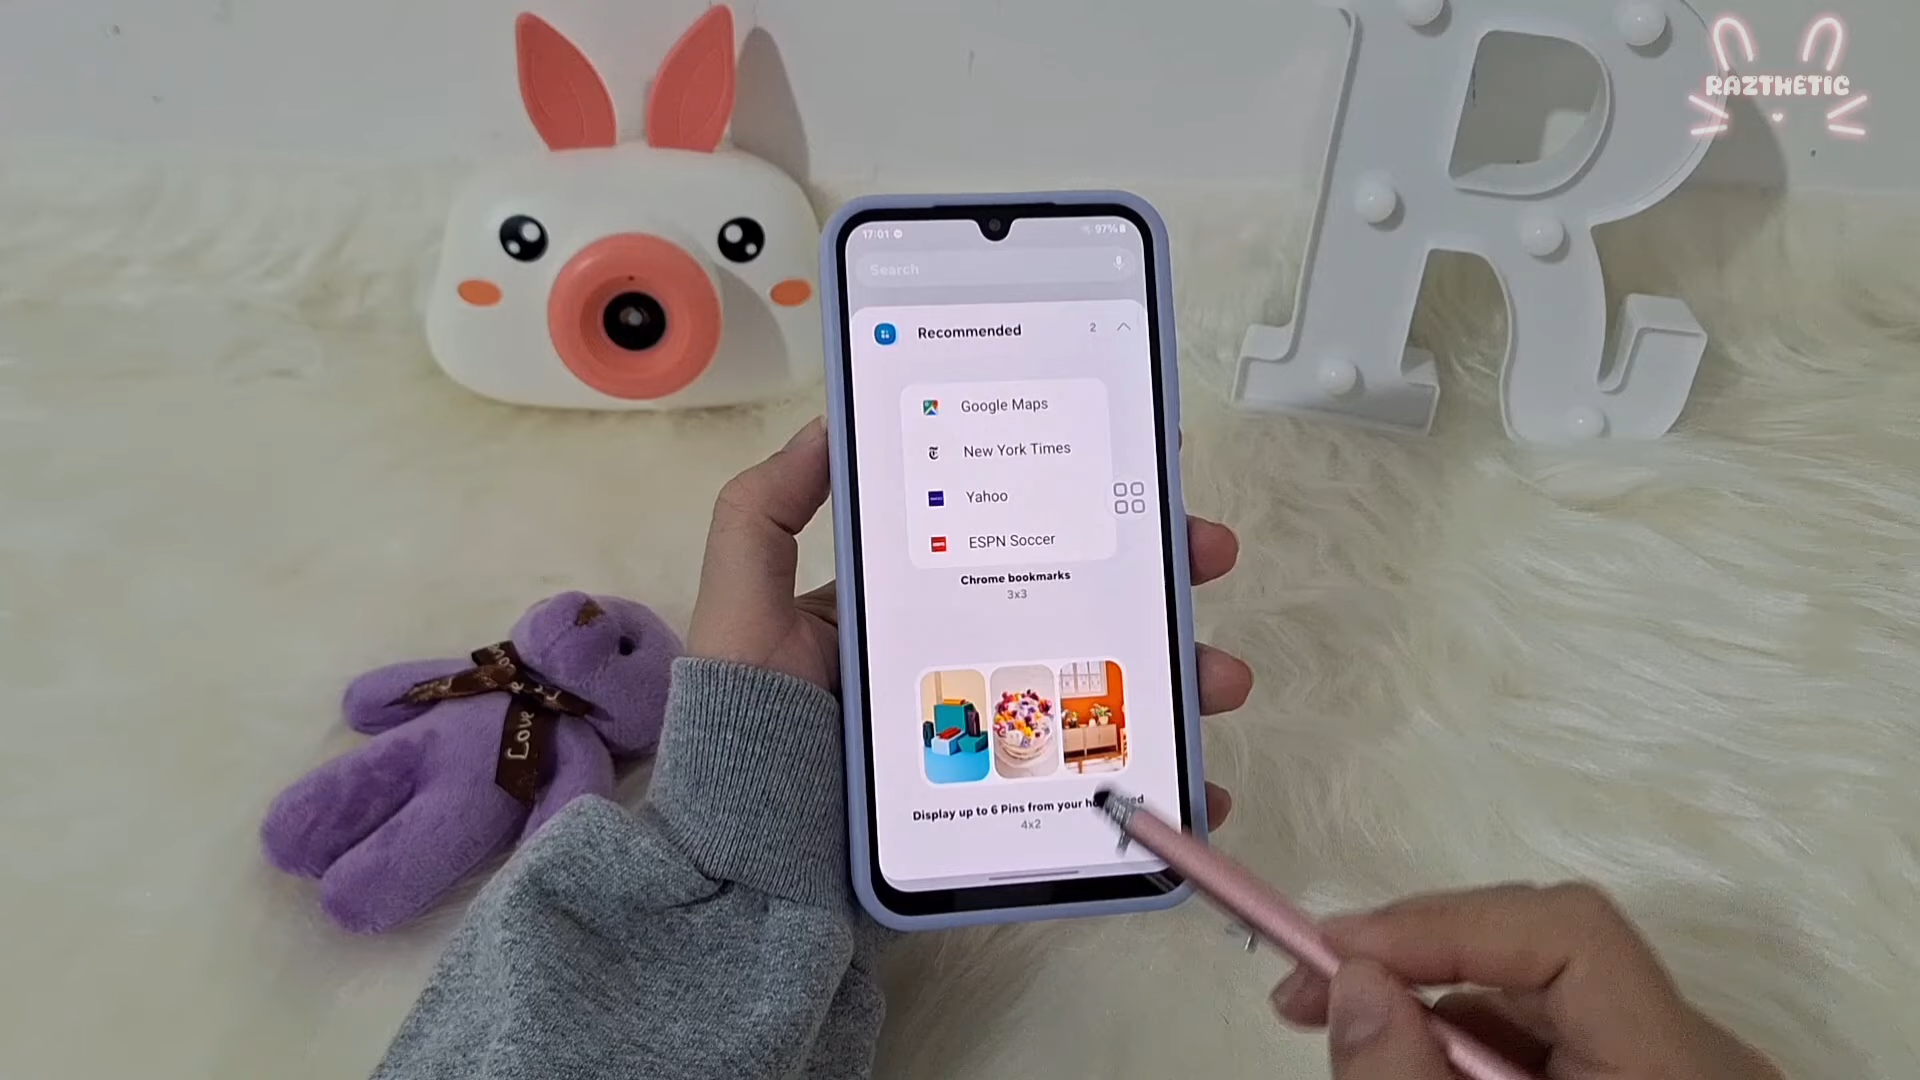 RAZTHETIC
17:01
97%
Search
Recommended
2
Google Maps
New York Times
Yahoo
ESPN Soccer
Chrome bookmarks
3x3
Display up to 6 Pins from your
4x2
Love